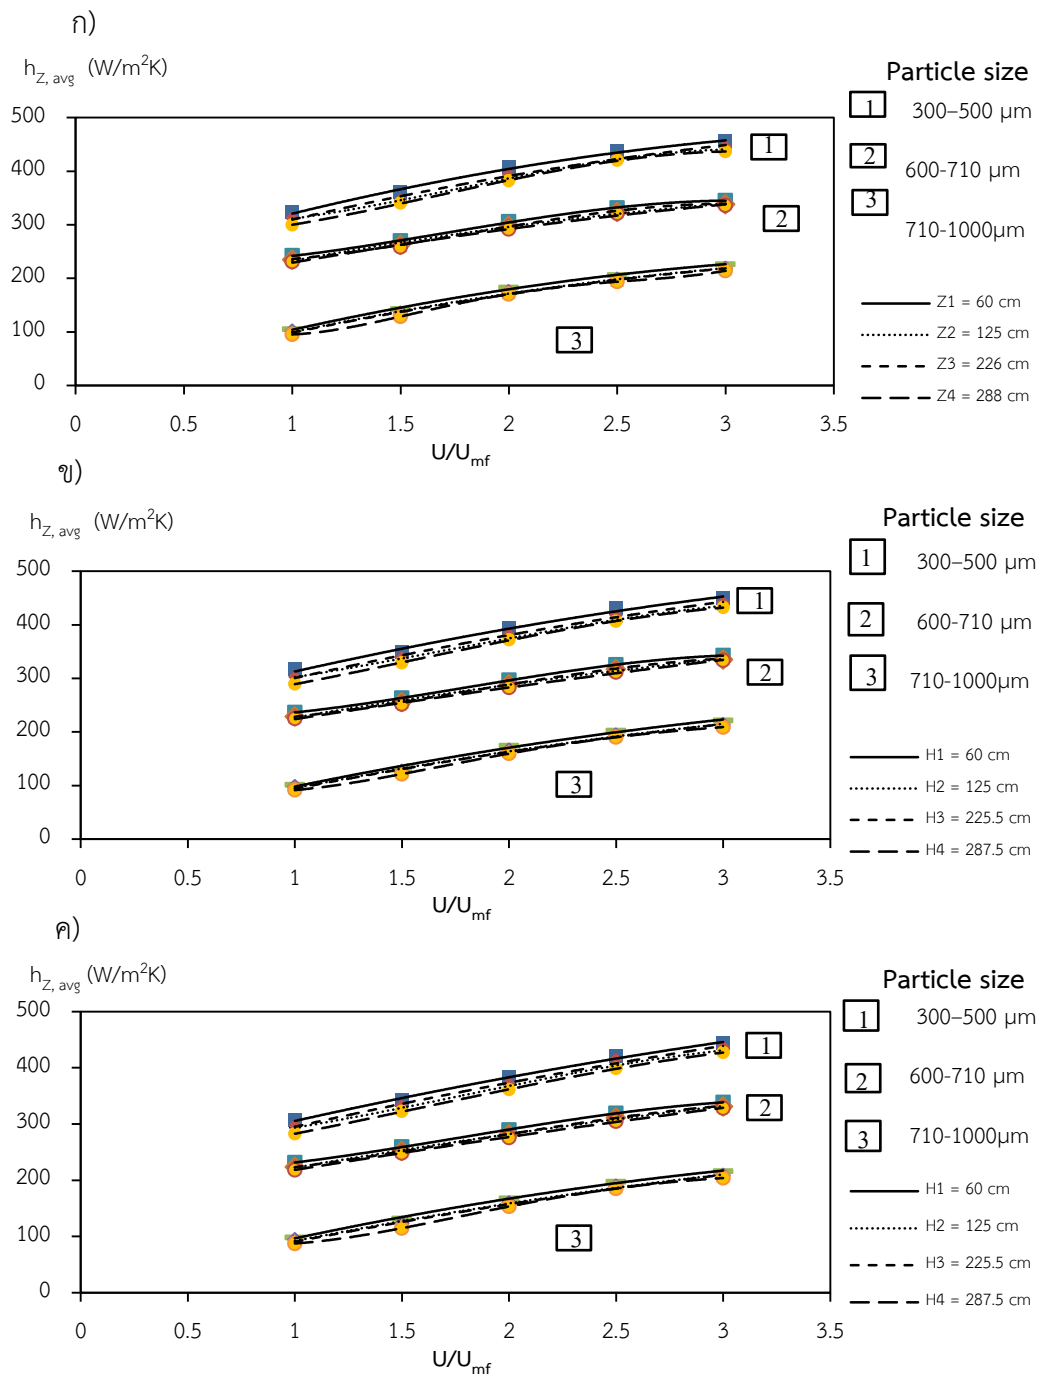 ก)
h_Z, avg (W/m²K)
500
400
300
200
100
0
0 0.5 1 1.5 2 2.5 3 3.5
U/U_mf
1
2
3
Particle size
1 300–500 µm
2 600-710 µm
3 710-1000µm
Z1 = 60 cm
Z2 = 125 cm
Z3 = 226 cm
Z4 = 288 cm
ข)
h_Z, avg (W/m²K)
500
400
300
200
100
0
0 0.5 1 1.5 2 2.5 3 3.5
U/U_mf
1
2
3
Particle size
1 300–500 µm
2 600-710 µm
3 710-1000µm
H1 = 60 cm
H2 = 125 cm
H3 = 225.5 cm
H4 = 287.5 cm
ค)
h_Z, avg (W/m²K)
500
400
300
200
100
0
0 0.5 1 1.5 2 2.5 3 3.5
U/U_mf
1
2
3
Particle size
1 300–500 µm
2 600-710 µm
3 710-1000µm
H1 = 60 cm
H2 = 125 cm
H3 = 225.5 cm
H4 = 287.5 cm